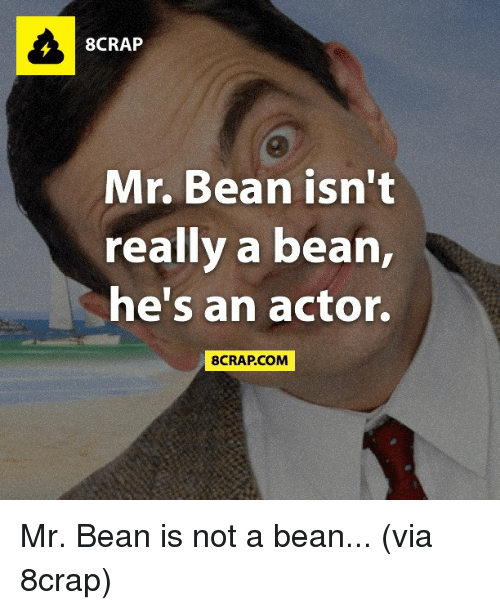 8CRAP
Mr. Bean isn't
really a bean,
he's an actor.
8CRAP.COM
Mr. Bean is not a bean... (via
8crap)